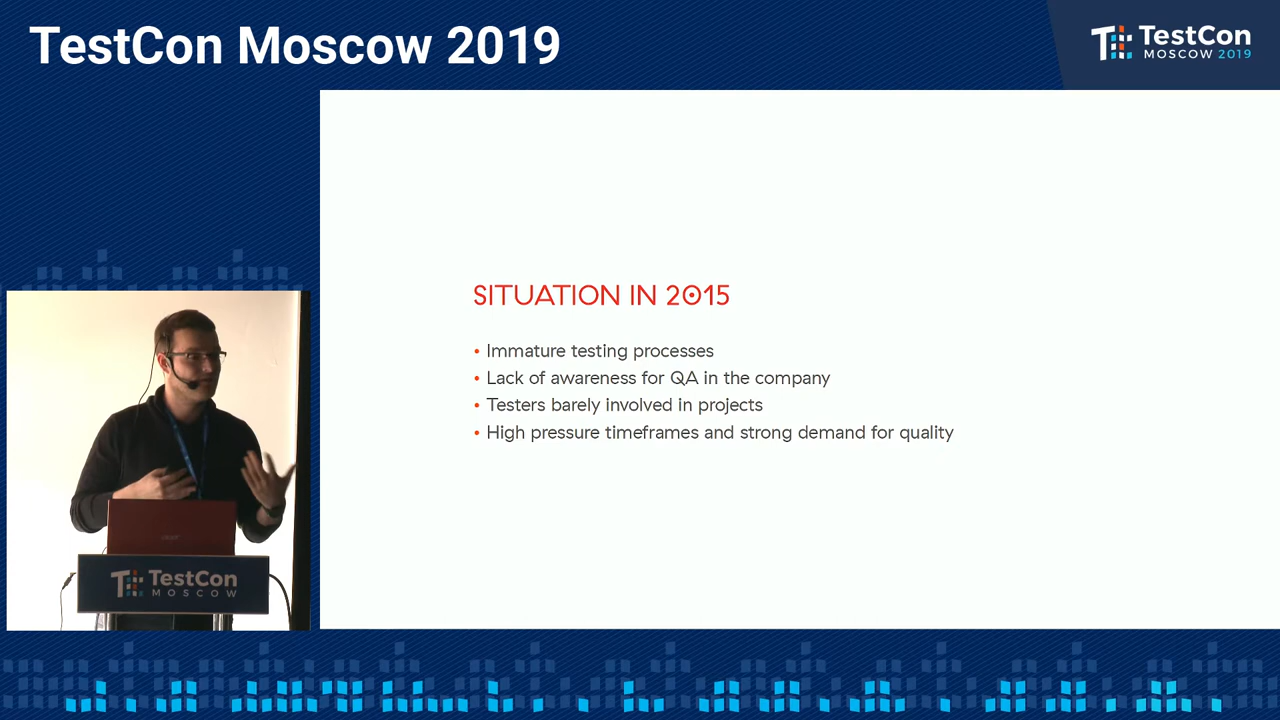 TestCon Moscow 2019
TestCon
MOSCOW 2019
SITUATION IN 2015
• Immature testing processes
• Lack of awareness for QA in the company
• Testers barely involved in projects
• High pressure timeframes and strong demand for quality
acer
TestCon
MOSCOW